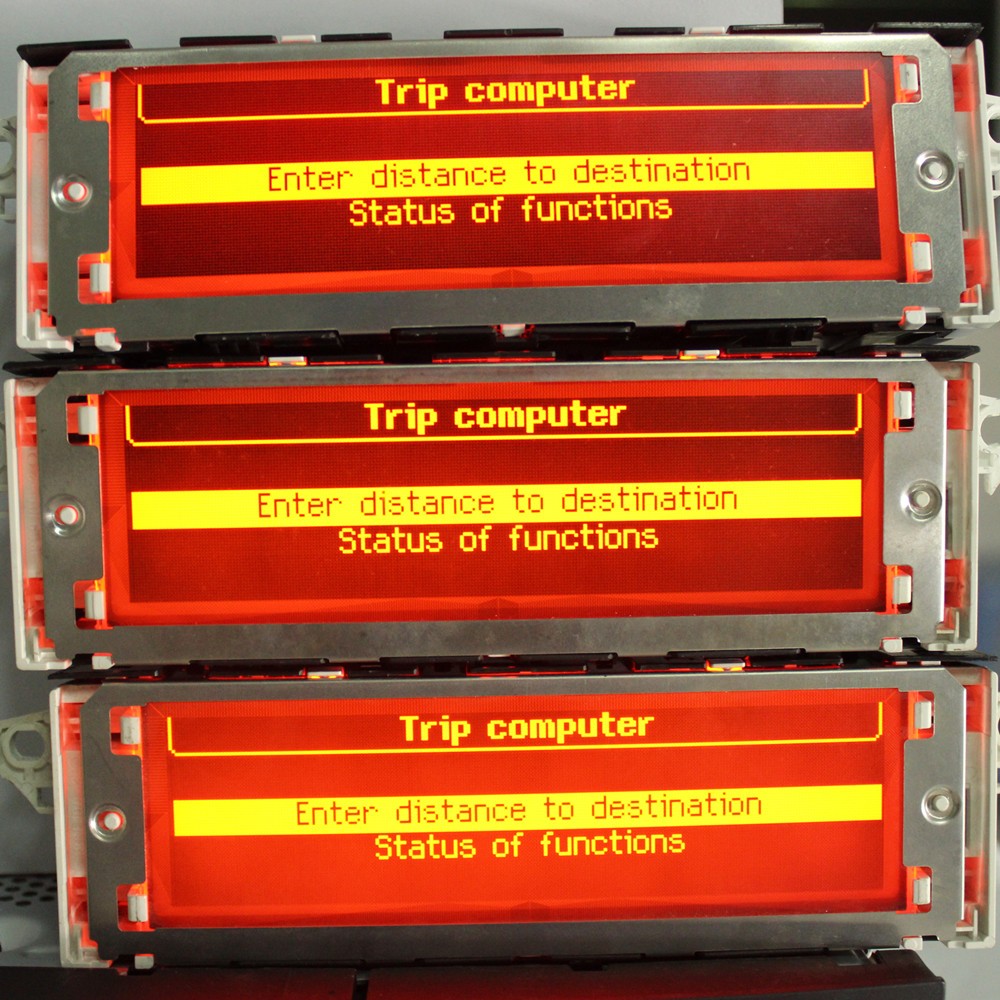 Trip computer
Enter distance to destination
Status of functions
Trip computer
Enter distance to destination
Status of functions
Trip computer
Enter distance to destination
Status of functions